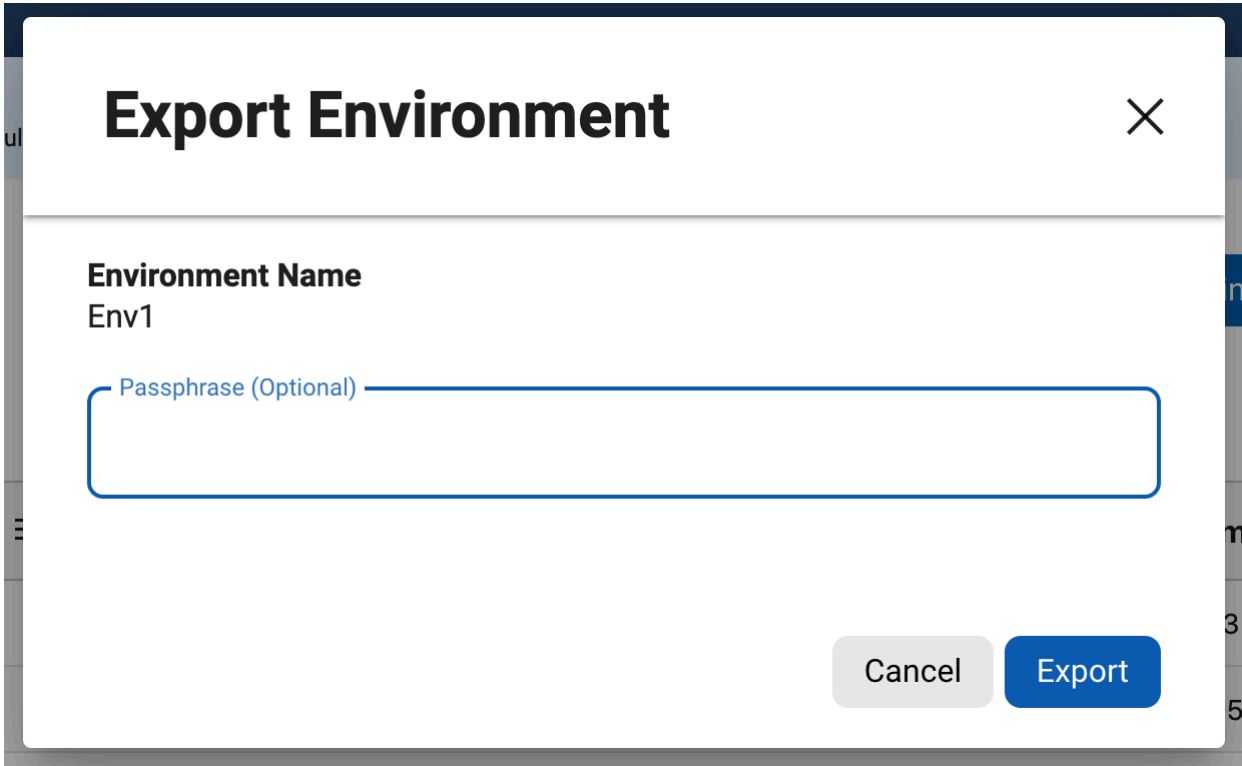 Export Environment
Environment Name
Env1
Passphrase (Optional)
Cancel
Export